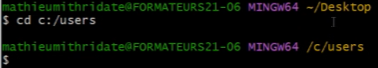 mathieumithridate@FORMATEURS21-06 MINGW64 ~/Desktop
$ cd c:/users
mathieumithridate@FORMATEURS21-06 MINGW64 /c/users
$